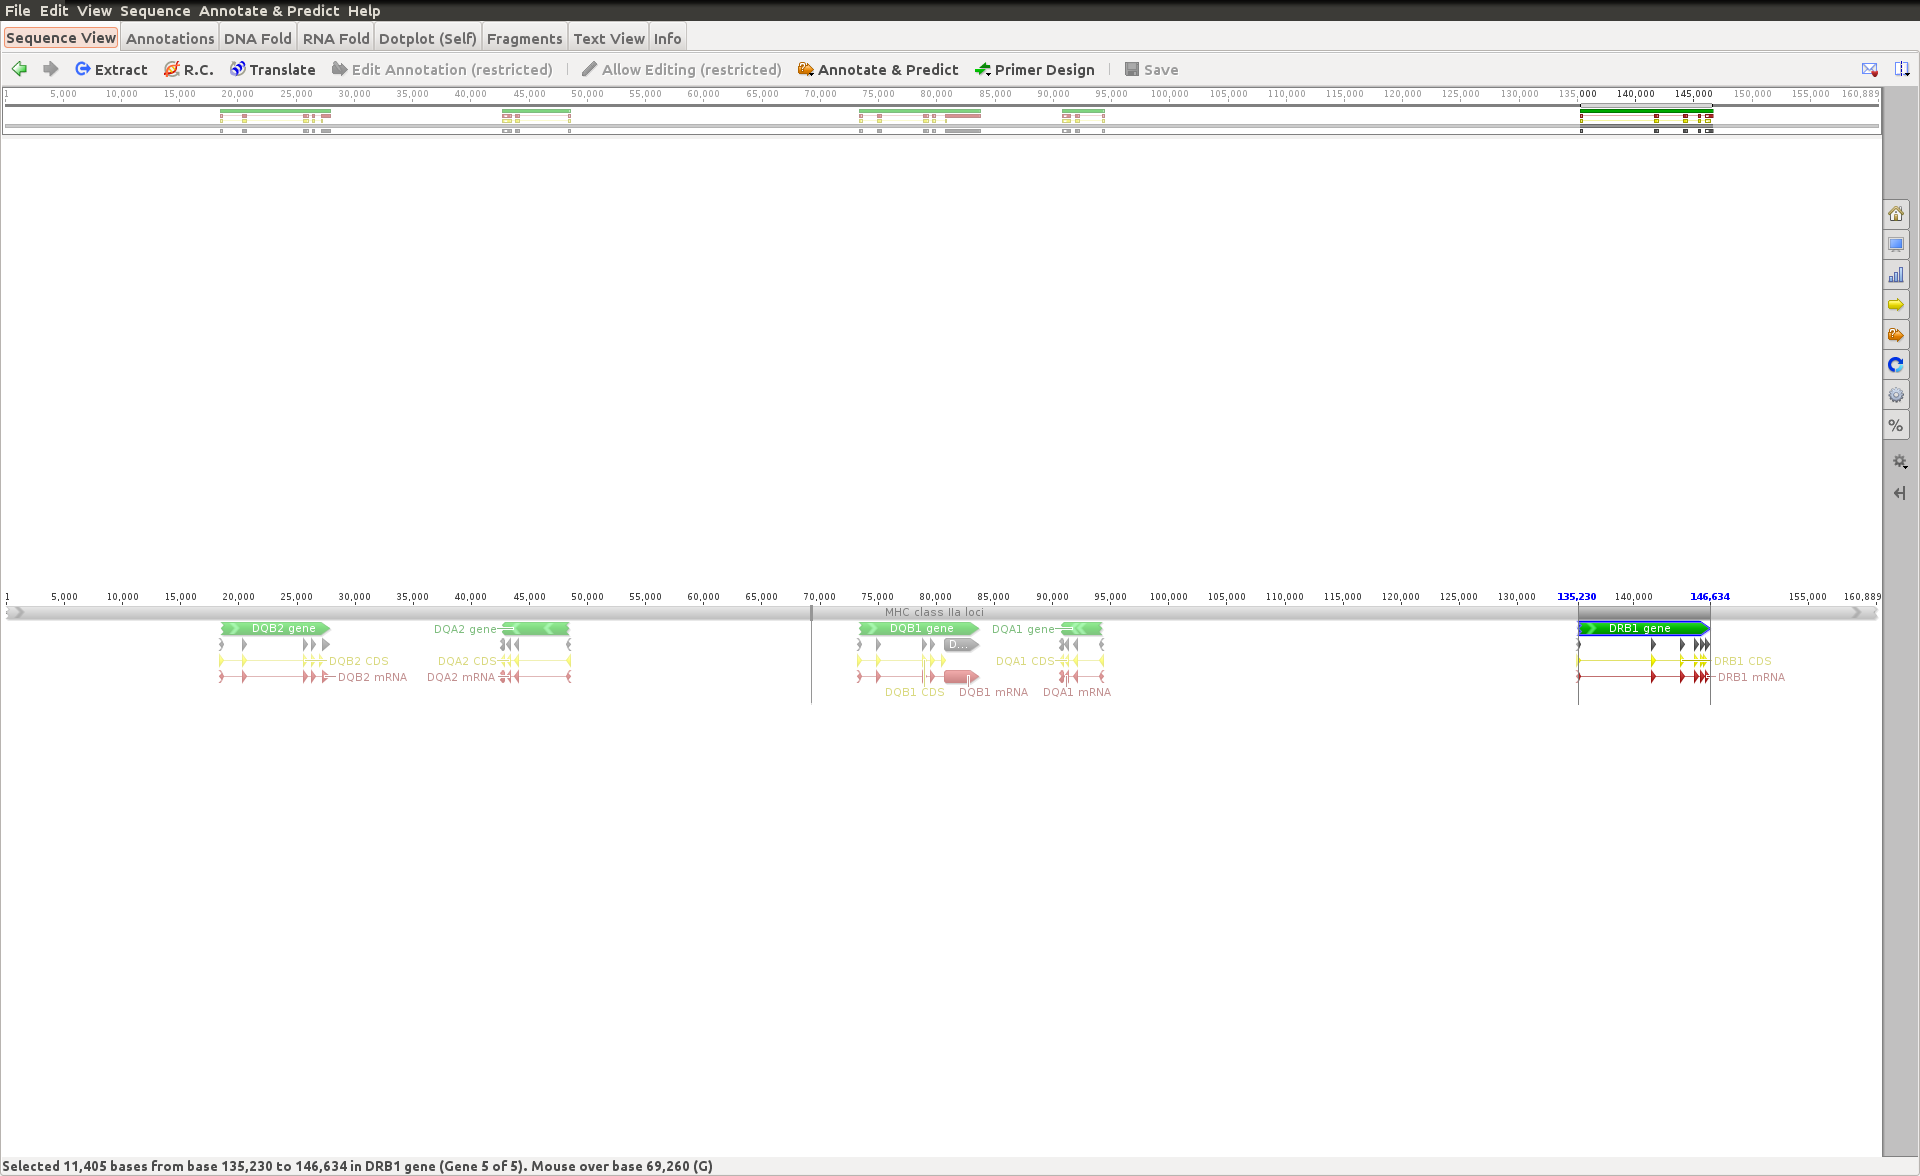 File Edit View Sequence Annotate & Predict Help
Sequence View Annotations DNA Fold RNA Fold Dotplot (Self) Fragments Text View Info
Extract R.C. Translate Edit Annotation (restricted) Allow Editing (restricted) Annotate & Predict Primer Design Save
1 5,000 10,000 15,000 20,000 25,000 30,000 35,000 40,000 45,000 50,000 55,000 60,000 65,000 70,000 75,000 80,000 85,000 90,000 95,000 100,000 105,000 110,000 115,000 120,000 125,000 130,000 135,000 140,000 145,000 150,000 155,000 160,889
%
1 5,000 10,000 15,000 20,000 25,000 30,000 35,000 40,000 45,000 50,000 55,000 60,000 65,000 70,000 75,000 80,000 85,000 90,000 95,000 100,000 105,000 110,000 115,000 120,000 125,000 130,000 135,230 140,000 146,634 155,000 160,889
MHC class IIa loci
DQB2 gene DQA2 gene DQB1 gene DQA1 gene DRB1 gene
D...
DQB2 CDS DQA2 CDS DQA1 CDS DRB1 CDS
DQB2 mRNA DQA2 mRNA DRB1 mRNA
DQB1 CDS DQB1 mRNA DQA1 mRNA
Selected 11,405 bases from base 135,230 to 146,634 in DRB1 gene (Gene 5 of 5). Mouse over base 69,260 (G)